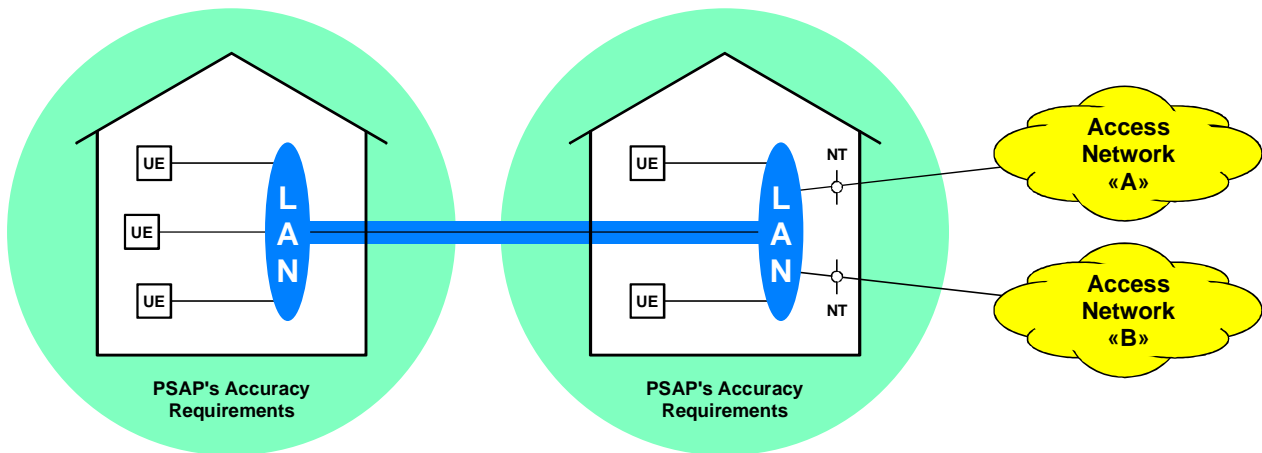 UE
UE
UE
L
A
N
PSAP's Accuracy
Requirements
UE
UE
L
A
N
NT
NT
PSAP's Accuracy
Requirements
Access
Network
«A»
Access
Network
«B»